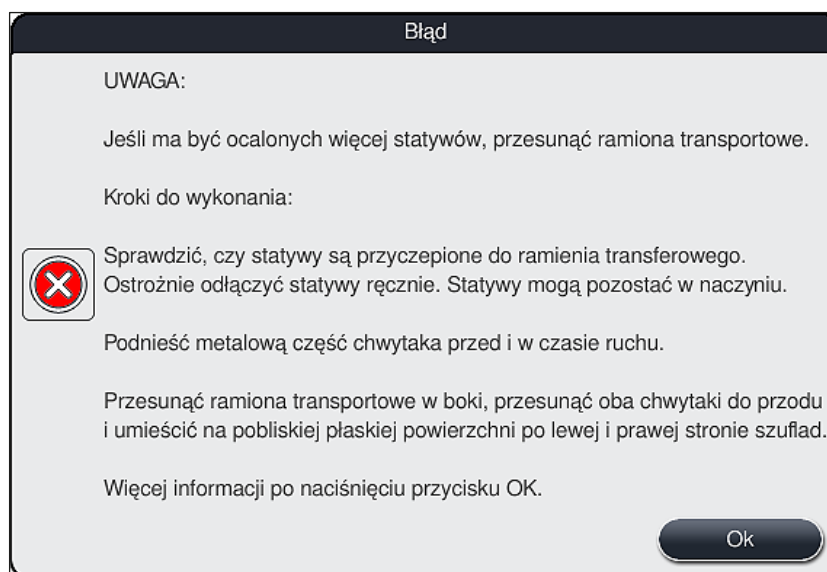 Błąd
UWAGA:
Jeśli ma być ocalonych więcej statywów, przesunąć ramiona transportowe.
Kroki do wykonania:
Sprawdzić, czy statywy są przyczepione do ramienia transferowego.
Ostrożnie odłączyć statywy ręcznie. Statywy mogą pozostać w naczyniu.
Podnieść metalową część chwytaka przed i w czasie ruchu.
Przesunąć ramiona transportowe w boki, przesunąć oba chwytaki do przodu
i umieścić na pobliskiej płaskiej powierzchni po lewej i prawej stronie szuflad.
Więcej informacji po naciśnięciu przycisku OK.
Ok